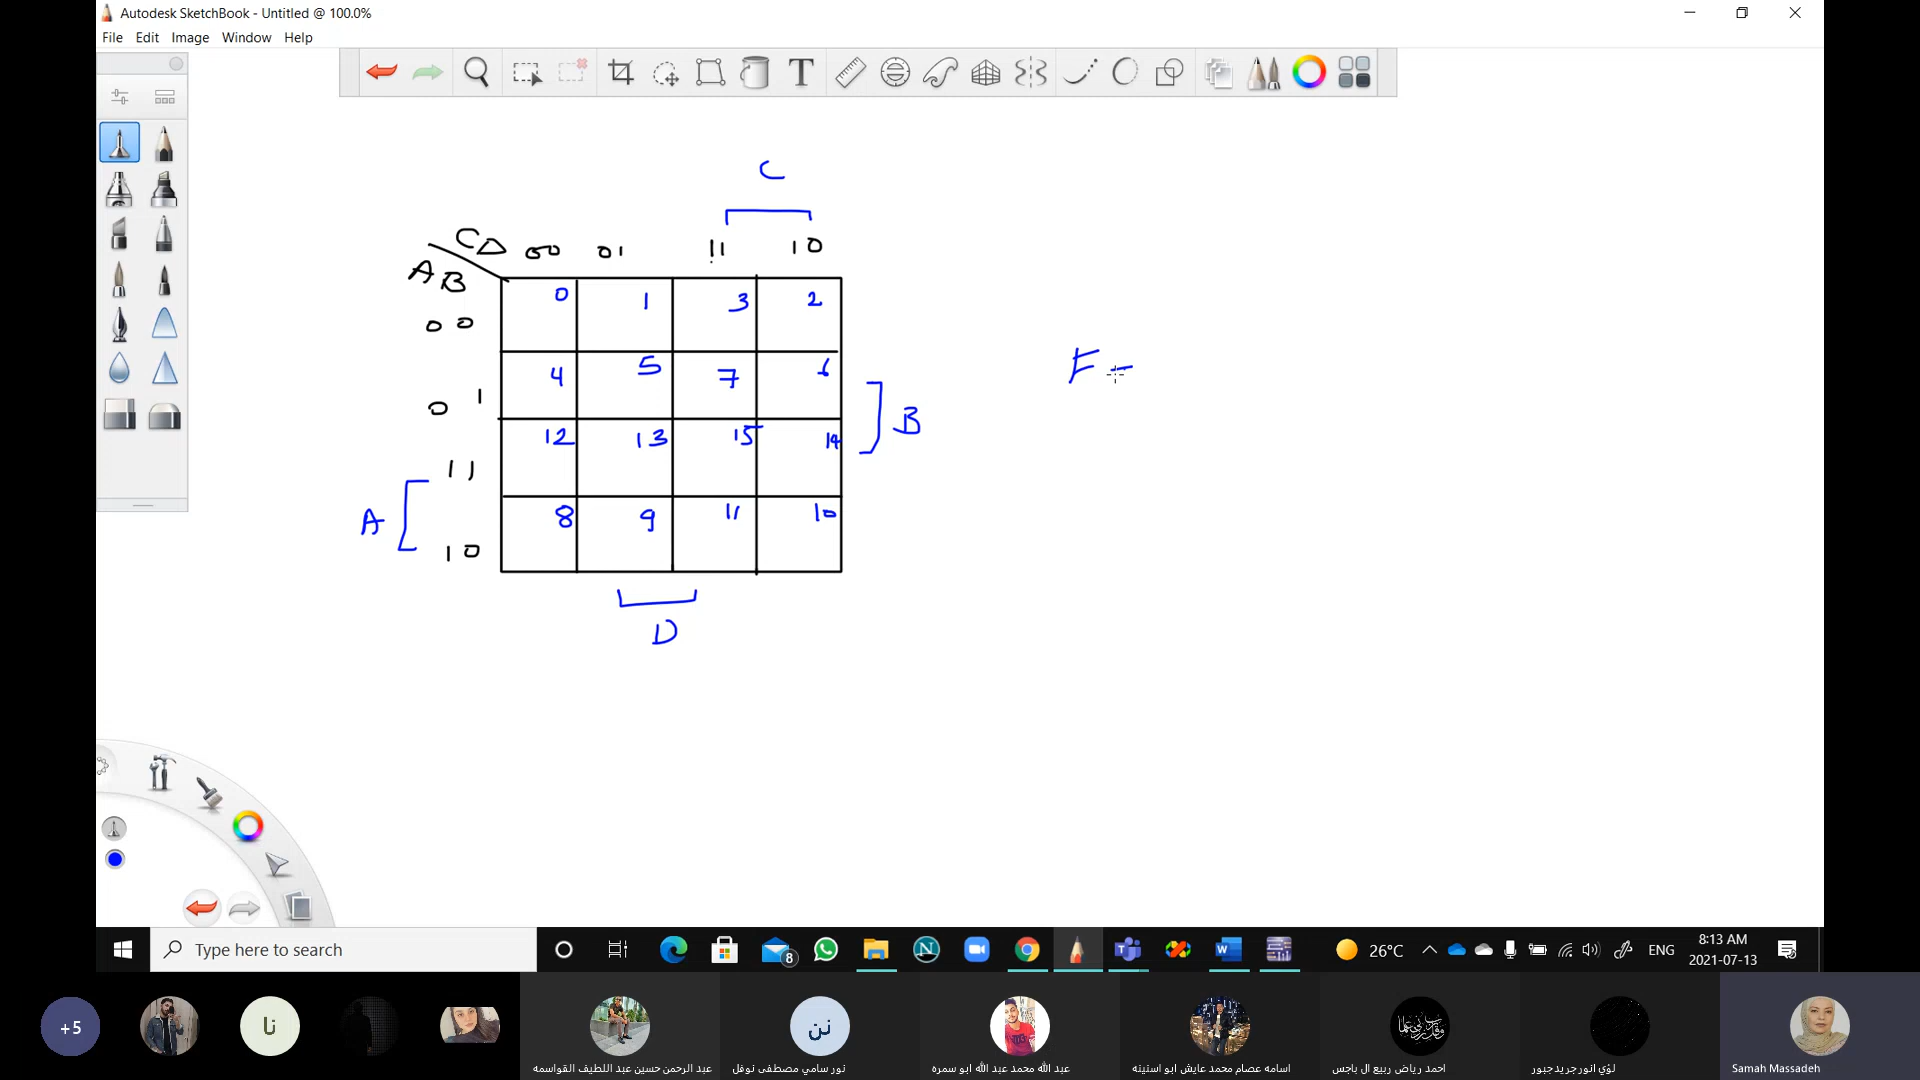 Autodesk SketchBook - Untitled @ 100.0%
File Edit Image Window Help
C
CD 00 01 11 10
AB
0 1 3 2
00
4 5 7 6
01
B
12 13 15 14
11
A
8 9 11 10
10
D
F =
Type here to search
8
26°C
ENG
8:13 AM
2021-07-13
+5
نا
نن
عبد الرحمن حسين عبد اللطيف القواسمه
نور سامي مصطفى نوفل
عبد الله محمد عبد الله ابو سمره
اسامه عصام محمد عايش ابو اسنينه
احمد رياض ربيع ال باجس
لؤي انور جريد جبور
Samah Massadeh